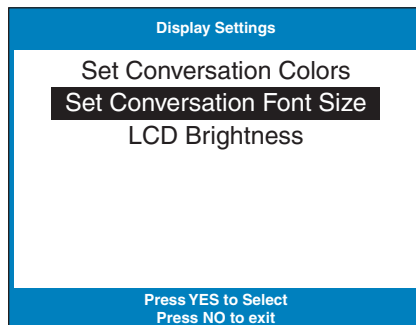 Display Settings
Set Conversation Colors
Set Conversation Font Size
LCD Brightness
Press YES to Select
Press NO to exit